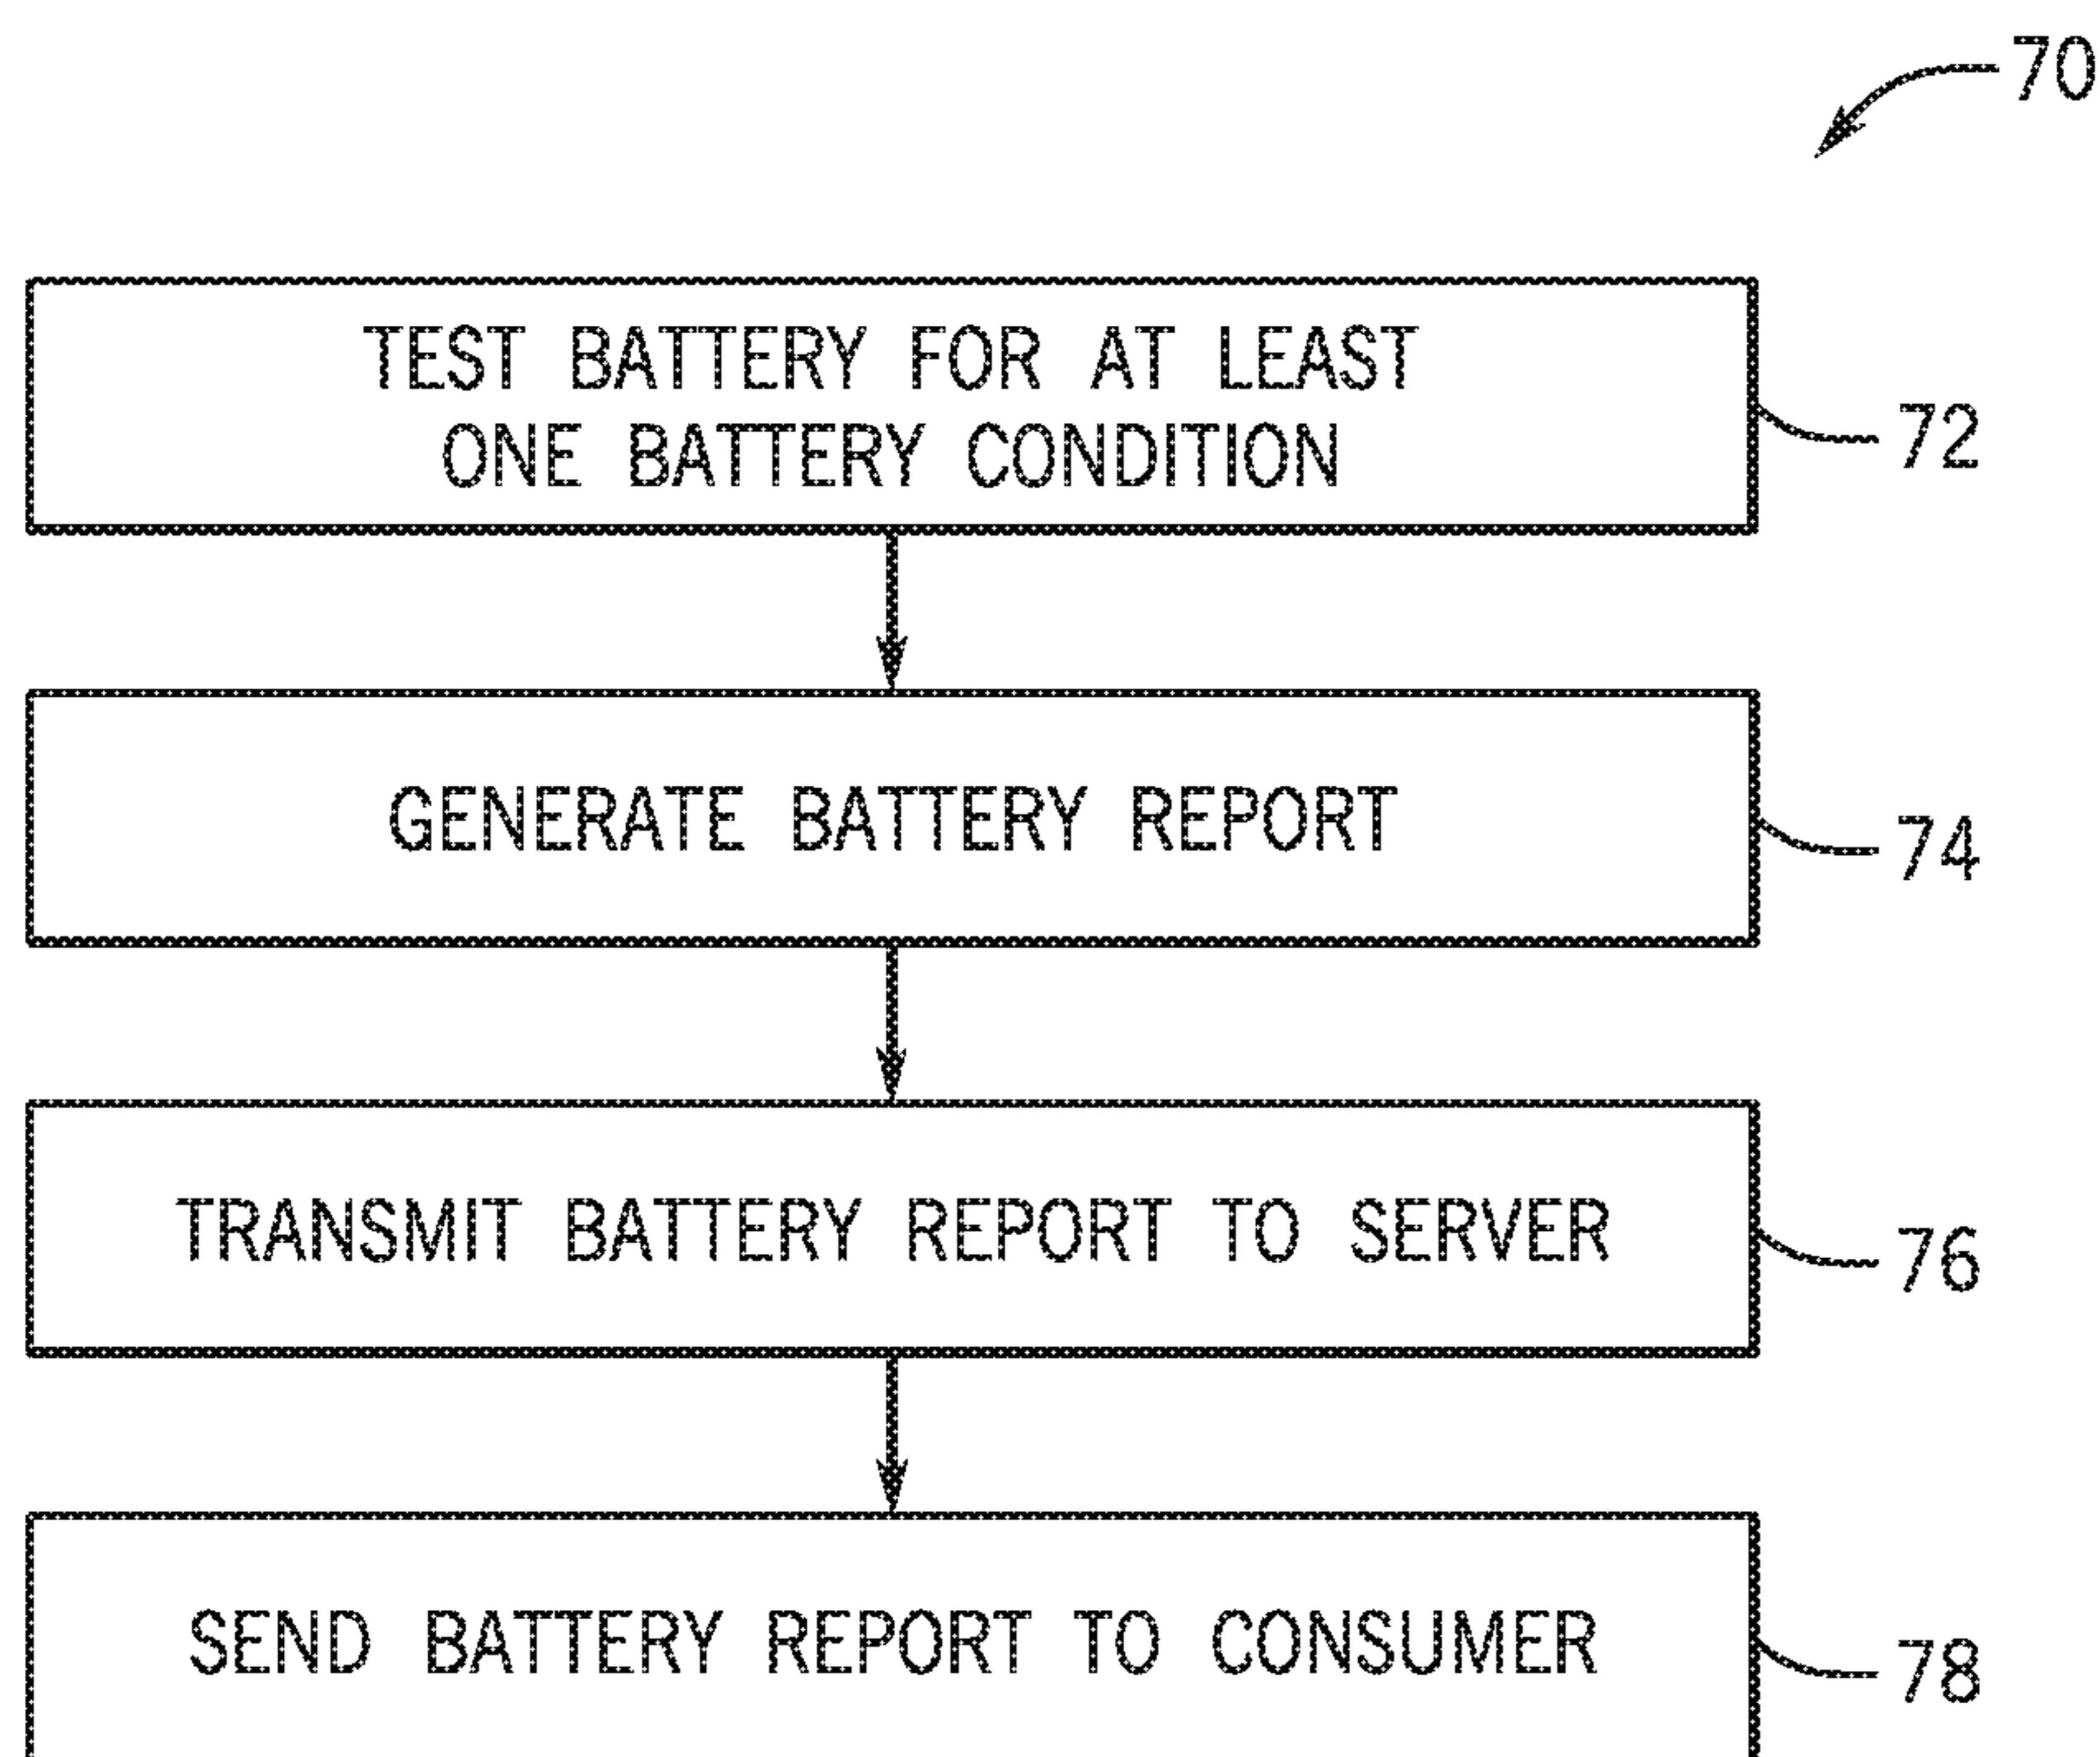 70
TEST BATTERY FOR AT LEAST
ONE BATTERY CONDITION
72
GENERATE BATTERY REPORT
74
TRANSMIT BATTERY REPORT TO SERVER
76
SEND BATTERY REPORT TO CONSUMER
78